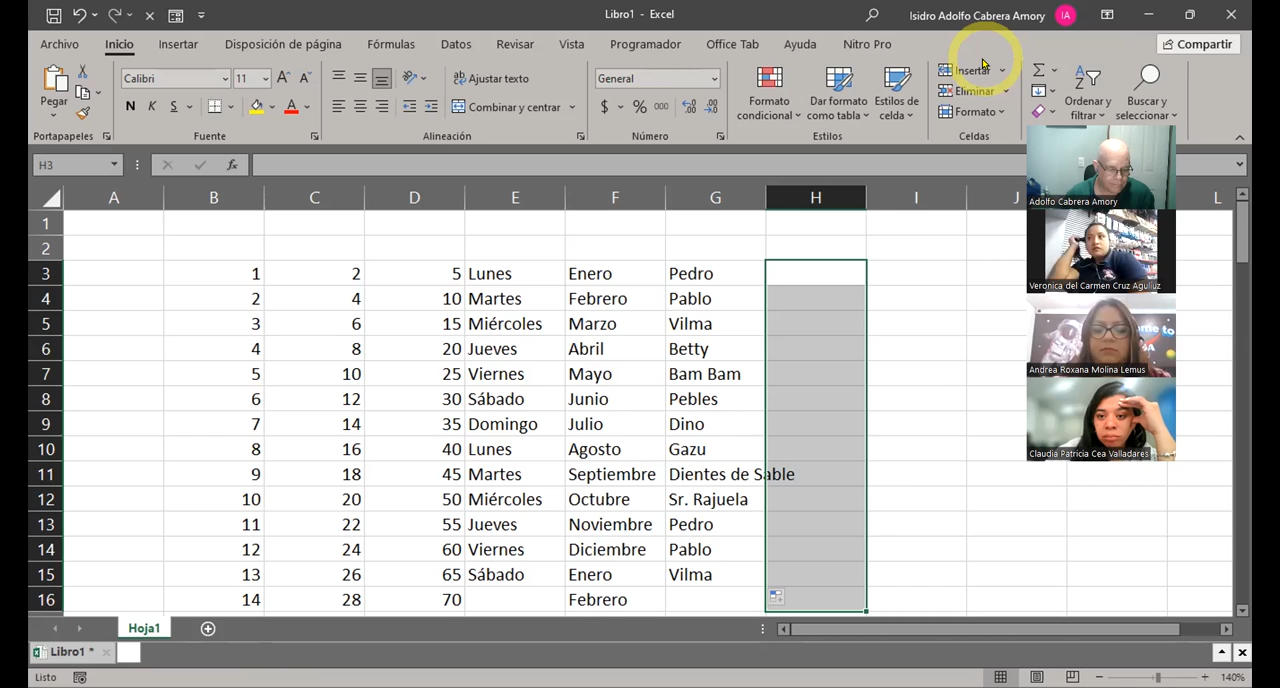 Libro1 - Excel
Isidro Adolfo Cabrera Amory
IA
Archivo Inicio Insertar Disposición de página Fórmulas Datos Revisar Vista Programador Office Tab Ayuda Nitro Pro Compartir
Pegar
Calibri 11
N K S
Ajustar texto
Combinar y centrar
General
$ % 000
Formato condicional
Dar formato como tabla
Estilos de celda
Insertar
Eliminar
Formato
Ordenar y filtrar
Buscar y seleccionar
Portapapeles Fuente Alineación Número Estilos Celdas
H3 fx
A B C D E F G H I J L
1
2
3 1 2 5 Lunes Enero Pedro
4 2 4 10 Martes Febrero Pablo
5 3 6 15 Miércoles Marzo Vilma
6 4 8 20 Jueves Abril Betty
7 5 10 25 Viernes Mayo Bam Bam
8 6 12 30 Sábado Junio Pebles
9 7 14 35 Domingo Julio Dino
10 8 16 40 Lunes Agosto Gazu
11 9 18 45 Martes Septiembre Dientes de Sable
12 10 20 50 Miércoles Octubre Sr. Rajuela
13 11 22 55 Jueves Noviembre Pedro
14 12 24 60 Viernes Diciembre Pablo
15 13 26 65 Sábado Enero Vilma
16 14 28 70 Febrero
Adolfo Cabrera Amory
Veronica del Carmen Cruz Aguiluz
Andrea Roxana Molina Lemus
Claudia Patricia Cea Valladares
Hoja1
Libro1 *
Listo
140%